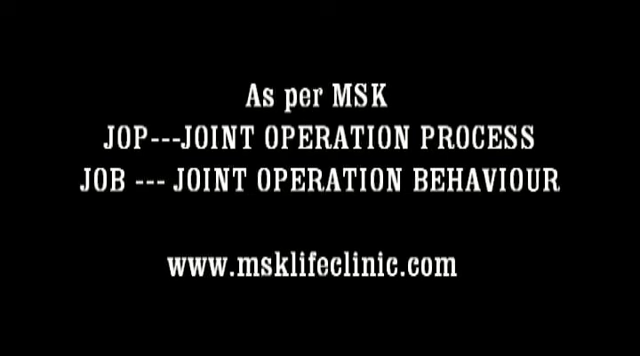 As per MSK
JOP---JOINT OPERATION PROCESS
JOB --- JOINT OPERATION BEHAVIOUR
www.msklifeclinic.com